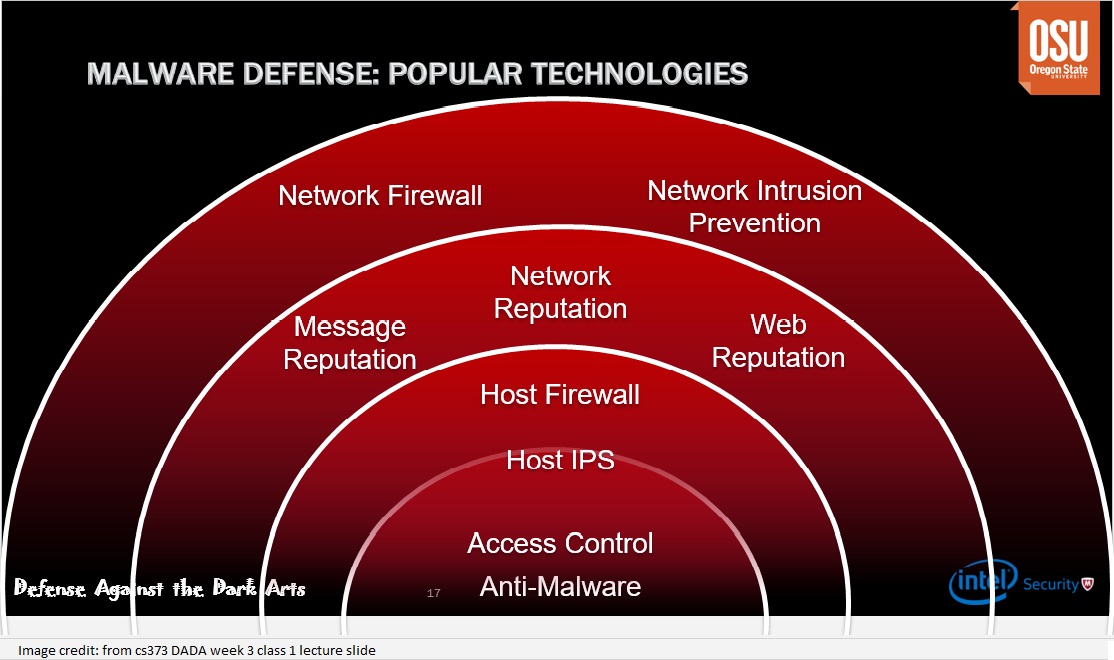 OSU
Oregon State
UNIVERSITY
MALWARE DEFENSE: POPULAR TECHNOLOGIES
Network Firewall
Network Intrusion
Prevention
Network
Reputation
Message
Reputation
Web
Reputation
Host Firewall
Host IPS
Access Control
Anti-Malware
Defense Against the Dark Arts
17
intel Security
Image credit: from cs373 DADA week 3 class 1 lecture slide